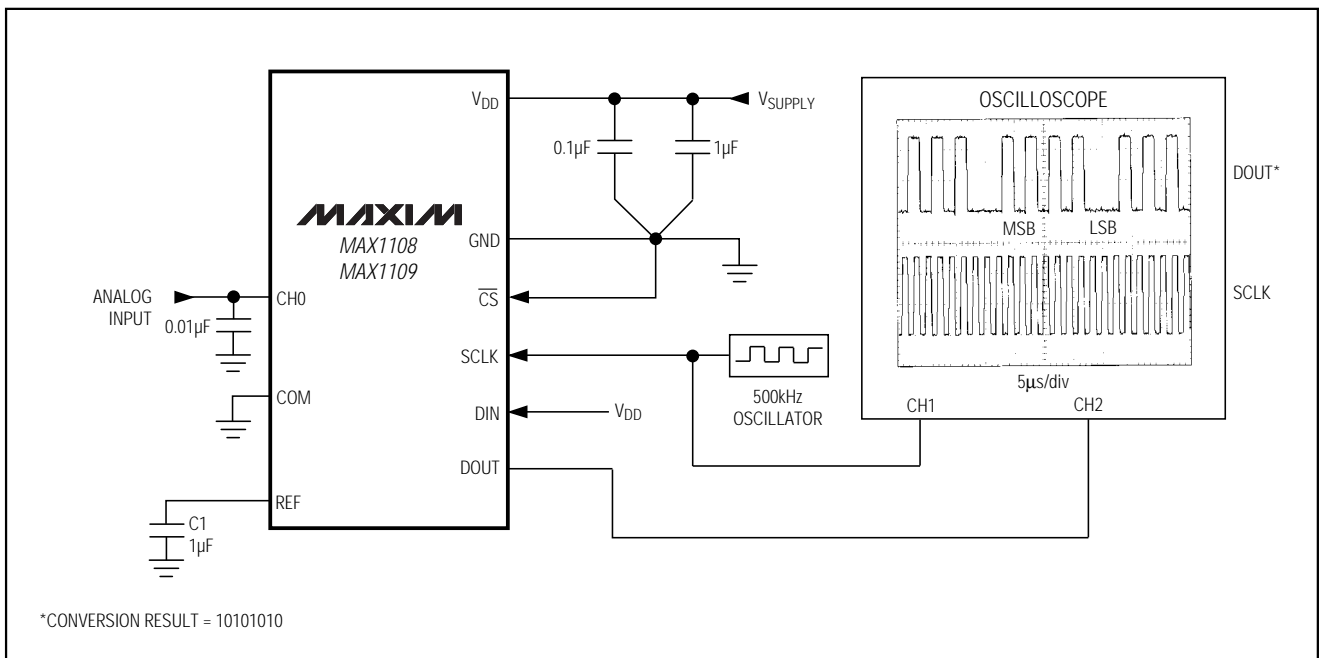 V_DD
V_SUPPLY
OSCILLOSCOPE
0.1µF
1µF
DOUT*
MAXIM
MAX1108
MAX1109
GND
MSB
LSB
ANALOG
INPUT
CH0
C̅S̅
SCLK
0.01µF
SCLK
5µs/div
COM
500kHz
OSCILLATOR
CH1
CH2
DIN
V_DD
DOUT
REF
C1
1µF
*CONVERSION RESULT = 10101010